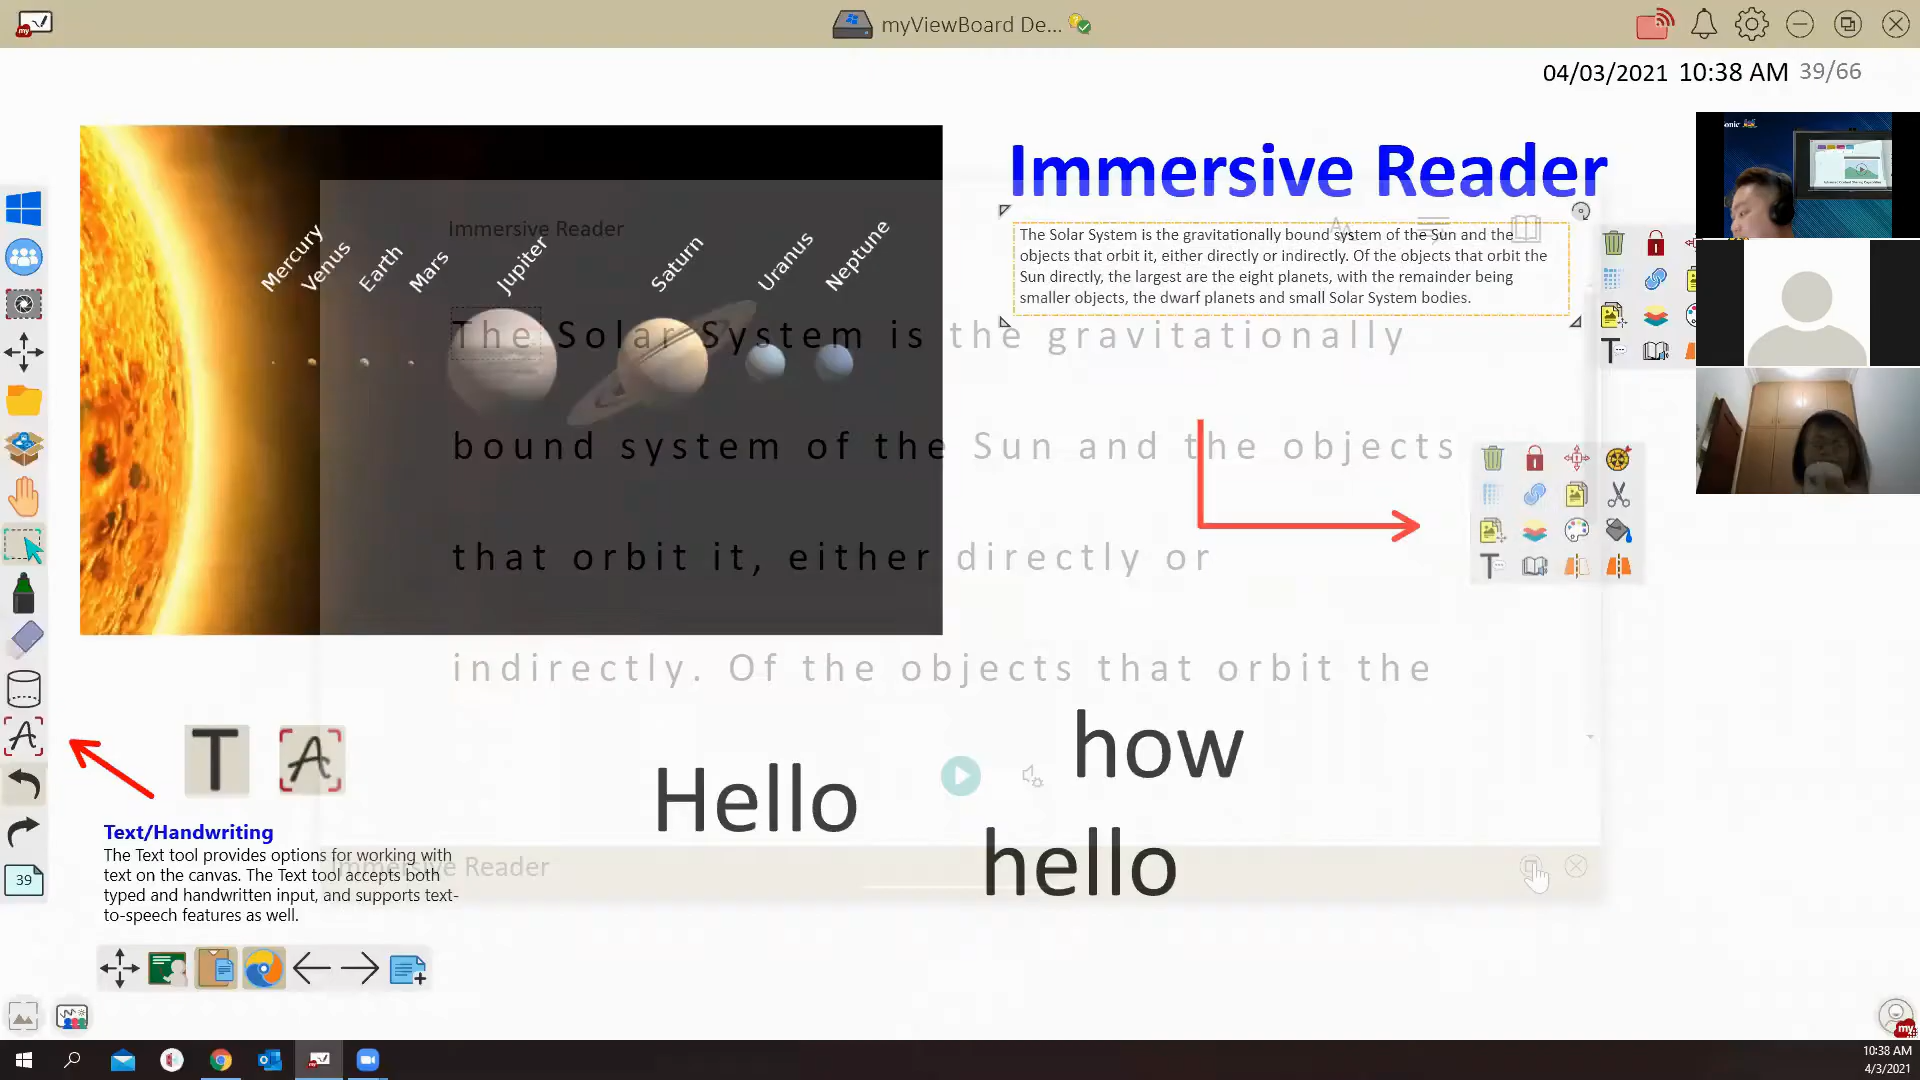 myViewBoard De...
04/03/2021 10:38 AM 39/66
Immersive Reader
The Solar System is the gravitationally bound system of the Sun and the
objects that orbit it, either directly or indirectly. Of the objects that orbit the
Sun directly, the largest are the eight planets, with the remainder being
smaller objects, the dwarf planets and small Solar System bodies.
Mercury
Venus
Earth
Mars
Jupiter
Saturn
Uranus
Neptune
Immersive Reader
The Solar System is the gravitationally
bound system of the Sun and the objects
that orbit it, either directly or
indirectly. Of the objects that orbit the
Hello
how
hello
Immersive Reader
T A
Text/Handwriting
The Text tool provides options for working with
text on the canvas. The Text tool accepts both
typed and handwritten input, and supports text-
to-speech features as well.
39
10:38 AM
4/3/2021